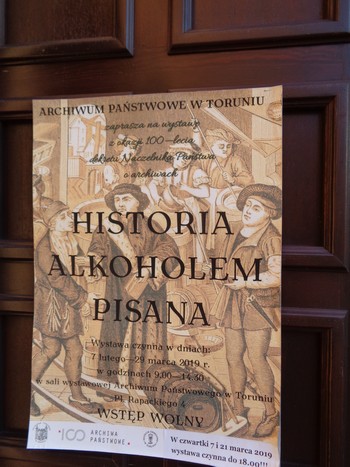 ARCHIWUM PAŃSTWOWE W TORUNIU
zaprasza na wystawę
z okazji 100-lecia
dekretu Naczelnika Państwa
o archiwach
HISTORIA
ALKOHOLEM
PISANA
Wystawa czynna w dniach:
7 lutego-29 marca 2019 r.
w godzinach 9.00-14.30
w sali wystawowej Archiwum Państwowego w Toruniu
Pl. Rapackiego 4
WSTĘP WOLNY
100 ARCHIWA
PAŃSTWOWE
W czwartki 7 i 21 marca 2019
wystawa czynna do 18.00!!!